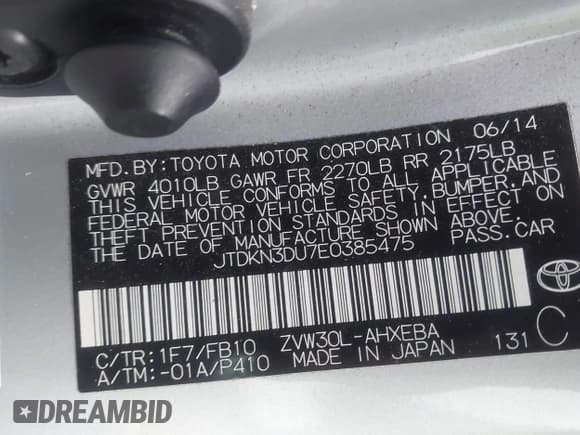 MFD. BY: TOYOTA MOTOR CORPORATION 06/14
GVWR 4010LB GAWR FR 2270LB RR 2175LB
THIS VEHICLE CONFORMS TO ALL APPLICABLE
FEDERAL MOTOR VEHICLE SAFETY, BUMPER, AND
THEFT PREVENTION STANDARDS IN EFFECT ON
THE DATE OF MANUFACTURE SHOWN ABOVE.
JTDKN3DU7E0385475 PASS. CAR
C/TR: 1F7/FB10 ZVW30L-AHXEBA
A/TM: -01A/P410 MADE IN JAPAN 131 C
DREAMBID